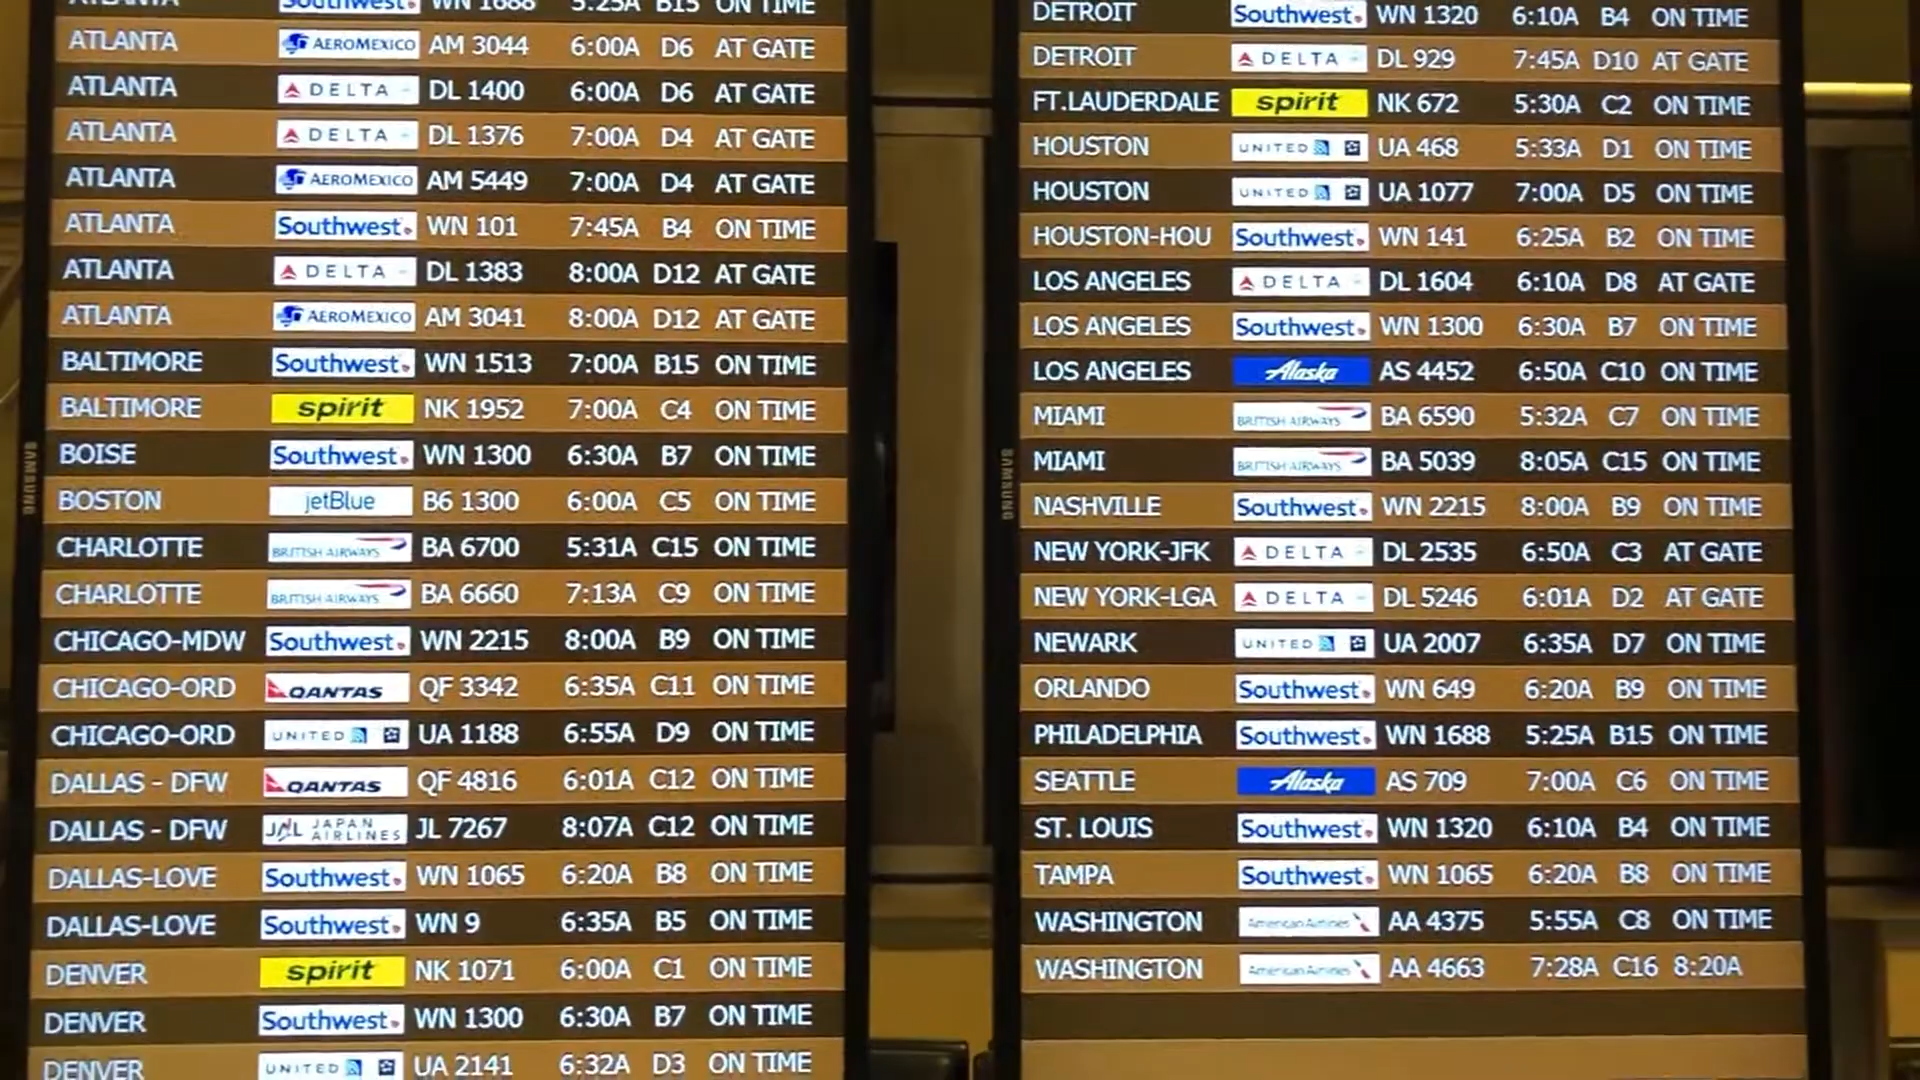 ATLANTA Southwest WN 1688 5:25A B15 ON TIME
ATLANTA AEROMEXICO AM 3044 6:00A D6 AT GATE
ATLANTA DELTA DL 1400 6:00A D6 AT GATE
ATLANTA DELTA DL 1376 7:00A D4 AT GATE
ATLANTA AEROMEXICO AM 5449 7:00A D4 AT GATE
ATLANTA Southwest WN 101 7:45A B4 ON TIME
ATLANTA DELTA DL 1383 8:00A D12 AT GATE
ATLANTA AEROMEXICO AM 3041 8:00A D12 AT GATE
BALTIMORE Southwest WN 1513 7:00A B15 ON TIME
BALTIMORE spirit NK 1952 7:00A C4 ON TIME
BOISE Southwest WN 1300 6:30A B7 ON TIME
BOSTON jetBlue B6 1300 6:00A C5 ON TIME
CHARLOTTE BRITISH AIRWAYS BA 6700 5:31A C15 ON TIME
CHARLOTTE BRITISH AIRWAYS BA 6660 7:13A C9 ON TIME
CHICAGO-MDW Southwest WN 2215 8:00A B9 ON TIME
CHICAGO-ORD QANTAS QF 3342 6:35A C11 ON TIME
CHICAGO-ORD UNITED UA 1188 6:55A D9 ON TIME
DALLAS - DFW QANTAS QF 4816 6:01A C12 ON TIME
DALLAS - DFW JAL JAPAN AIRLINES JL 7267 8:07A C12 ON TIME
DALLAS-LOVE Southwest WN 1065 6:20A B8 ON TIME
DALLAS-LOVE Southwest WN 9 6:35A B5 ON TIME
DENVER spirit NK 1071 6:00A C1 ON TIME
DENVER Southwest WN 1300 6:30A B7 ON TIME
DENVER UNITED UA 2141 6:32A D3 ON TIME
SAMSUNG
DETROIT Southwest WN 1320 6:10A B4 ON TIME
DETROIT DELTA DL 929 7:45A D10 AT GATE
FT.LAUDERDALE spirit NK 672 5:30A C2 ON TIME
HOUSTON UNITED UA 468 5:33A D1 ON TIME
HOUSTON UNITED UA 1077 7:00A D5 ON TIME
HOUSTON-HOU Southwest WN 141 6:25A B2 ON TIME
LOS ANGELES DELTA DL 1604 6:10A D8 AT GATE
LOS ANGELES Southwest WN 1300 6:30A B7 ON TIME
LOS ANGELES Alaska AS 4452 6:50A C10 ON TIME
MIAMI BRITISH AIRWAYS BA 6590 5:32A C7 ON TIME
MIAMI BRITISH AIRWAYS BA 5039 8:05A C15 ON TIME
NASHVILLE Southwest WN 2215 8:00A B9 ON TIME
NEW YORK-JFK DELTA DL 2535 6:50A C3 AT GATE
NEW YORK-LGA DELTA DL 5246 6:01A D2 AT GATE
NEWARK UNITED UA 2007 6:35A D7 ON TIME
ORLANDO Southwest WN 649 6:20A B9 ON TIME
PHILADELPHIA Southwest WN 1688 5:25A B15 ON TIME
SEATTLE Alaska AS 709 7:00A C6 ON TIME
ST. LOUIS Southwest WN 1320 6:10A B4 ON TIME
TAMPA Southwest WN 1065 6:20A B8 ON TIME
WASHINGTON American Airlines AA 4375 5:55A C8 ON TIME
WASHINGTON American Airlines AA 4663 7:28A C16 8:20A
SAMSUNG